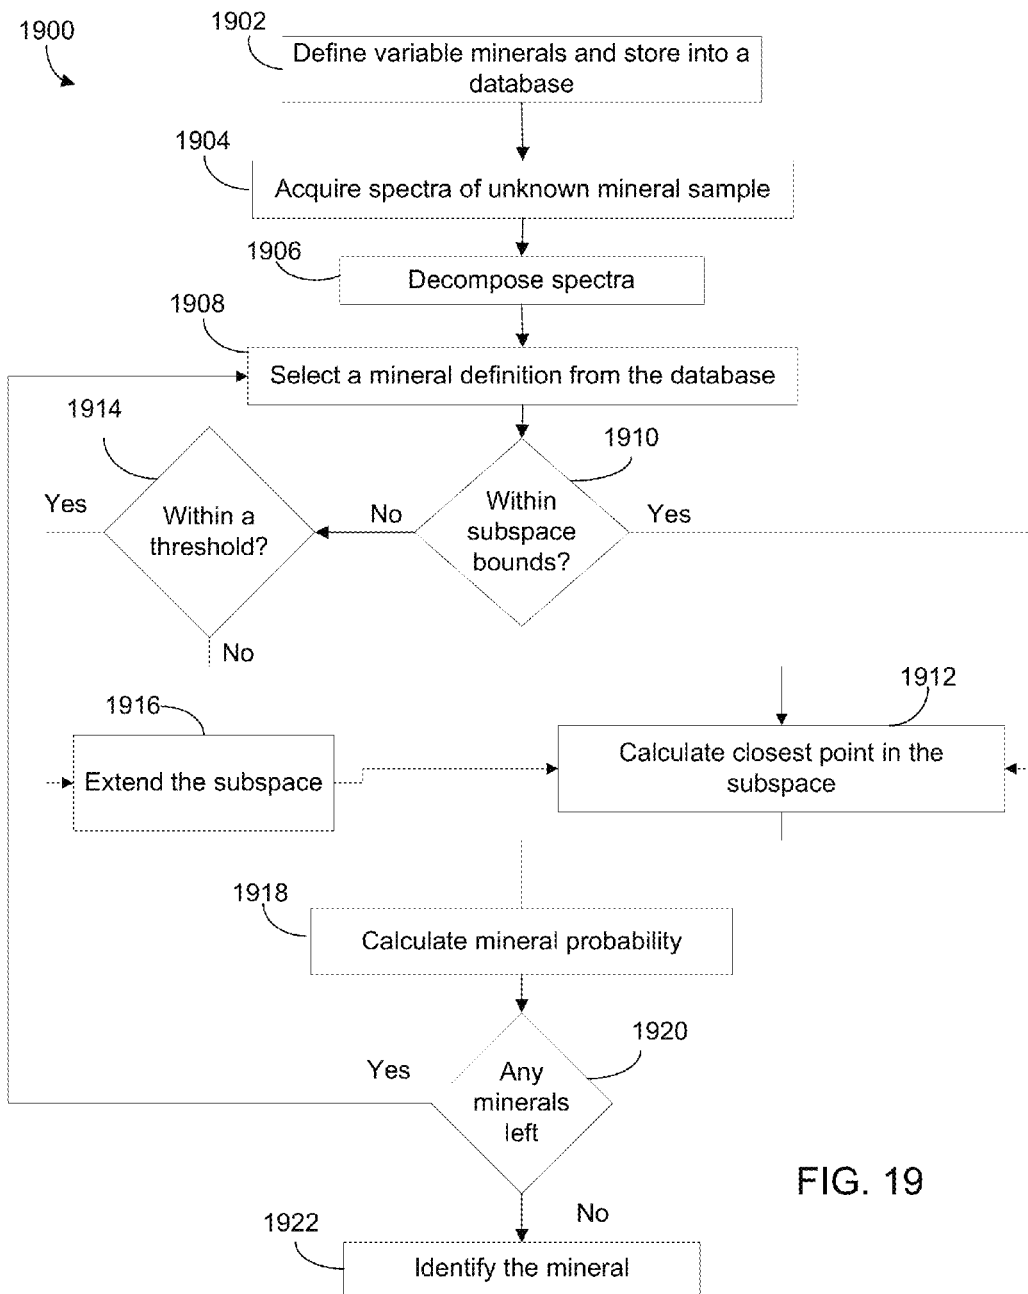 1900
1902
Define variable minerals and store into a
database
1904
Acquire spectra of unknown mineral sample
1906
Decompose spectra
1908
Select a mineral definition from the database
1914
1910
Yes
Within a
threshold?
No
Within
subspace
bounds?
Yes
No
1916
1912
Extend the subspace
Calculate closest point in the
subspace
1918
Calculate mineral probability
1920
Yes
Any
minerals
left
FIG. 19
No
1922
Identify the mineral